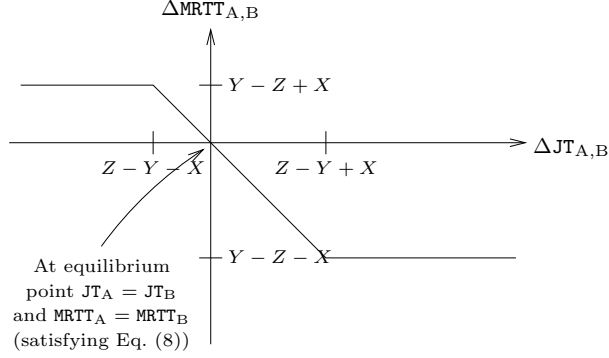 ΔMRTT_A,B
Y − Z + X
ΔJT_A,B
Z − Y − X
Z − Y + X
Y − Z − X
At equilibrium
point JT_A = JT_B
and MRTT_A = MRTT_B
(satisfying Eq. (8))